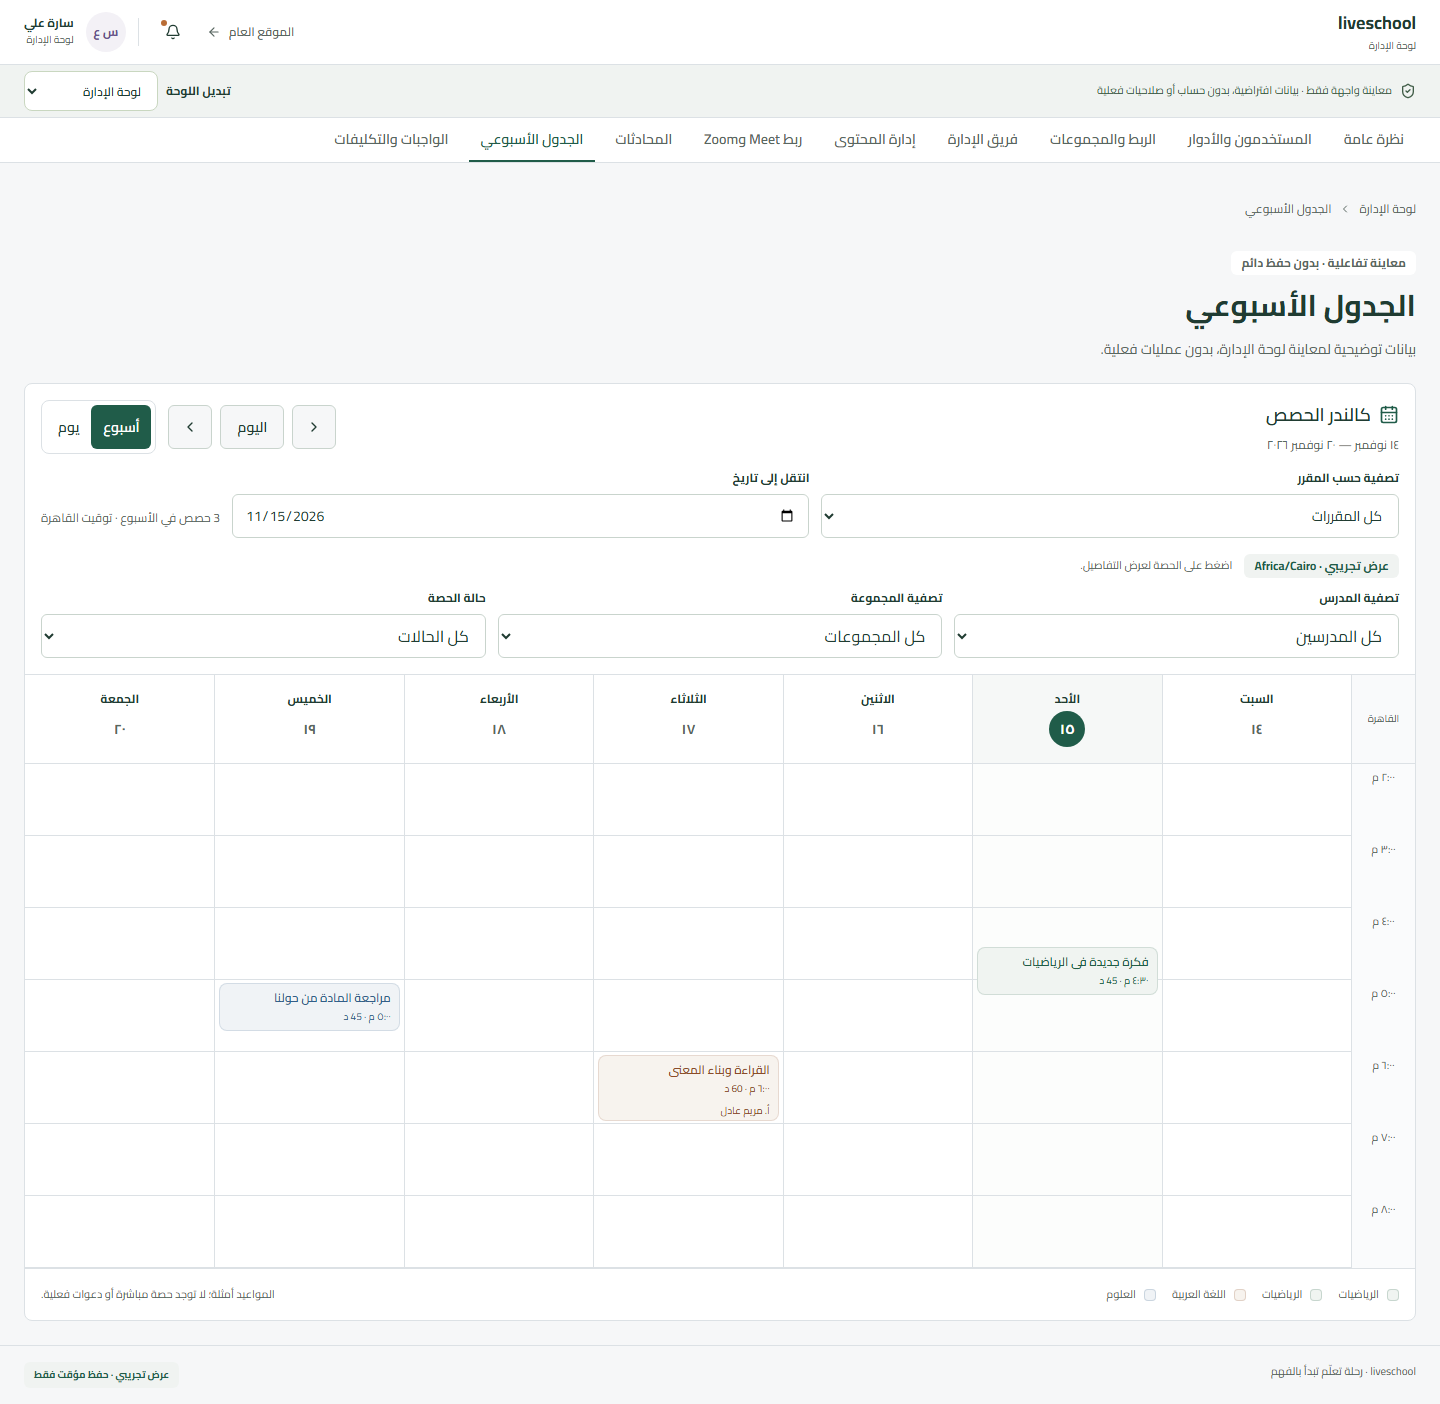 liveschool
لوحة الإدارة
الموقع العام
س ع
سارة علي
لوحة الإدارة
معاينة واجهة فقط · بيانات افتراضية، بدون حساب أو صلاحيات فعلية
تبديل اللوحة
لوحة الإدارة
نظرة عامة
المستخدمون والأدوار
الربط والمجموعات
فريق الإدارة
إدارة المحتوى
ربط Zoomg Meet
المحادثات
الجدول الأسبوعي
الواجبات والتكليفات
لوحة الإدارة
الجدول الأسبوعي
معاينة تفاعلية · بدون حفظ دائم
الجدول الأسبوعي
بيانات توضيحية لمعاينة لوحة الإدارة، بدون عمليات فعلية.
كالندر الحصص
١٤ نوفمبر — ٢٠ نوفمبر ٢٠٢٦
اليوم
أسبوع
يوم
تصفية حسب المقرر
كل المقررات
انتقل إلى تاريخ
11/15/2026
3 حصص في الأسبوع · توقيت القاهرة
عرض تجريبي · Africa/Cairo
اضغط على الحصة لعرض التفاصيل.
تصفية المدرس
تصفية المجموعة
حالة الحصة
كل المدرسين
كل المجموعات
كل الحالات
القاهرة
السبت
الأحد
الاثنين
الثلاثاء
الأربعاء
الخميس
الجمعة
١٤
١٥
١٦
١٧
١٨
١٩
٢٠
٢:٠٠ م
٣:٠٠ م
٤:٠٠ م
فكرة جديدة في الرياضيات
٤:٣٠ م · 45 د
٥:٠٠ م
مراجعة المادة من حولنا
٥:٠٠ م · 45 د
٦:٠٠ م
القراءة وبناء المعنى
٦:٠٠ م · 60 د
أ. مريم عادل
٧:٠٠ م
٨:٠٠ م
الرياضيات
الرياضيات
اللغة العربية
العلوم
المواعيد أمثلة؛ لا توجد حصة مباشرة أو دعوات فعلية.
liveschool · رحلة تعلّم تبدأ بالفهم
عرض تجريبي · حفظ مؤقت فقط